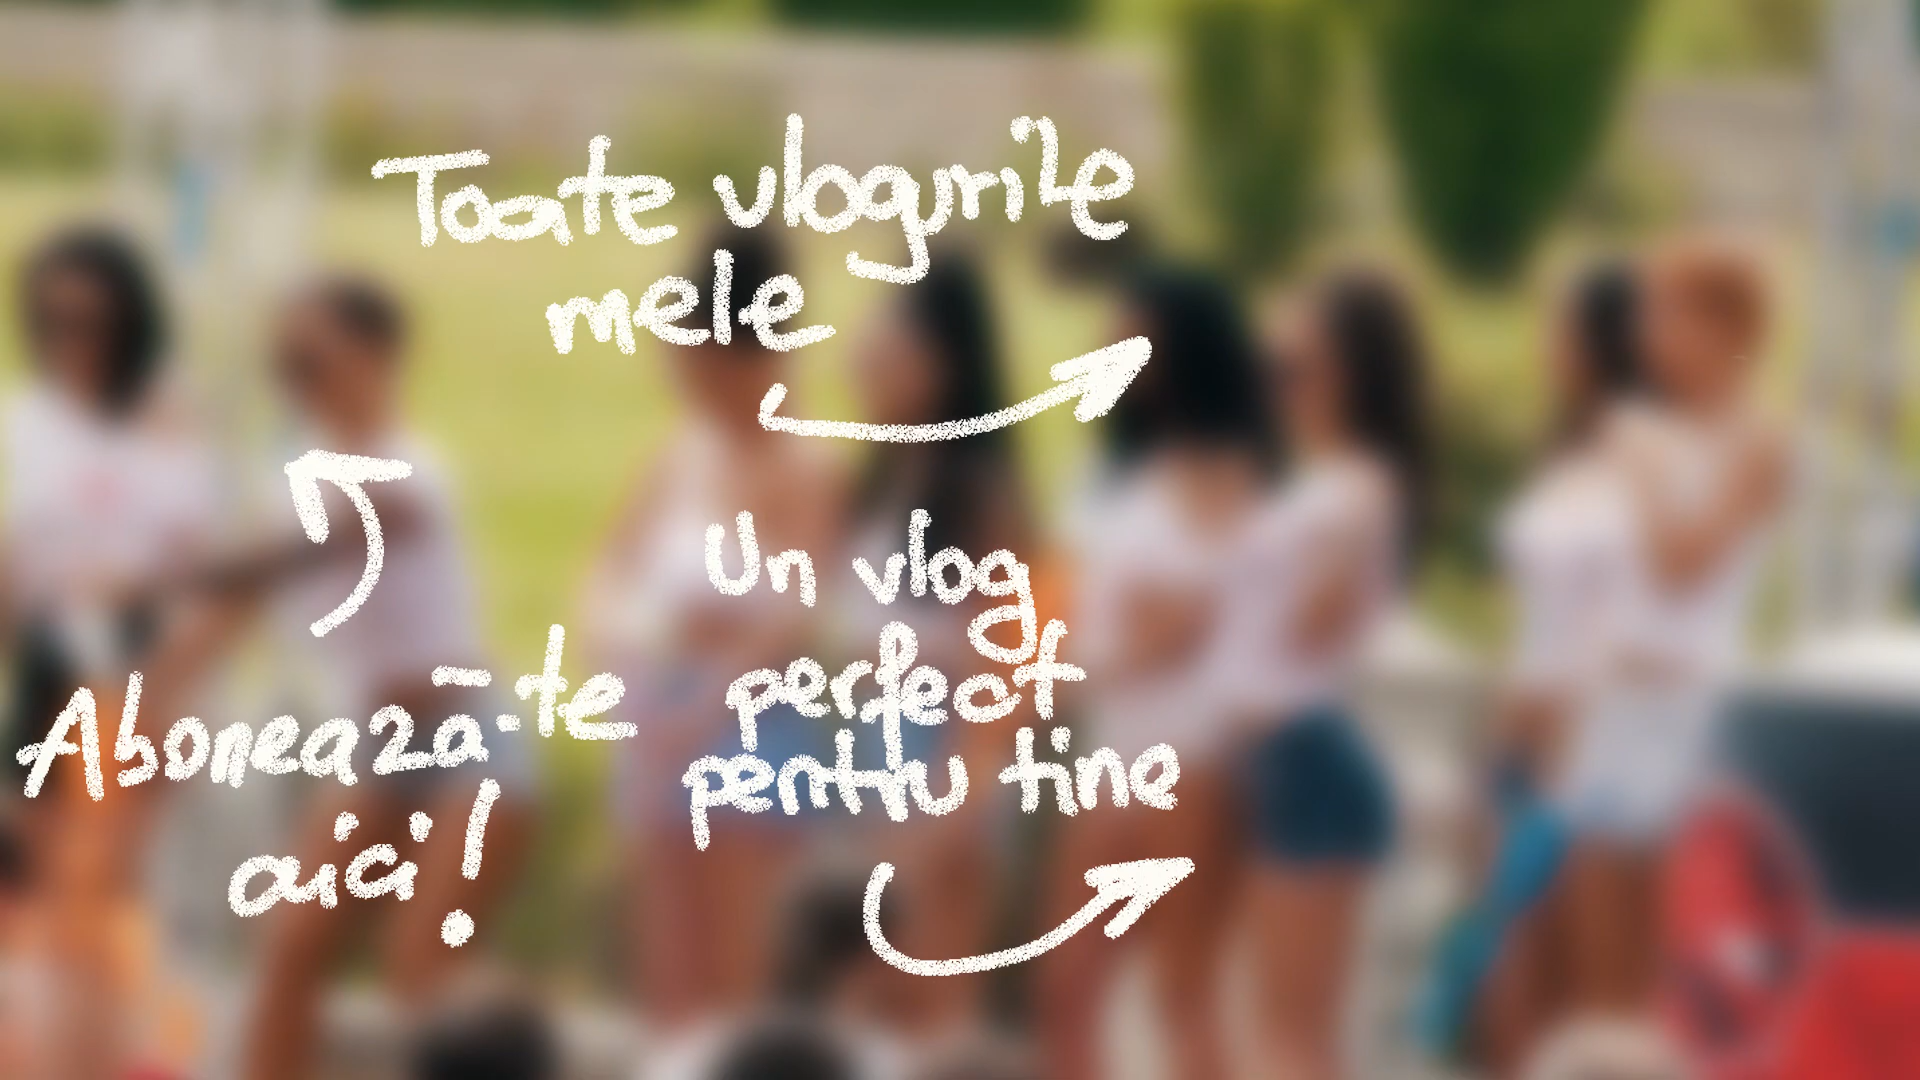 Toate vlogurile
mele
Un vlog
perfect
pentru tine
Abonează-te
aici!